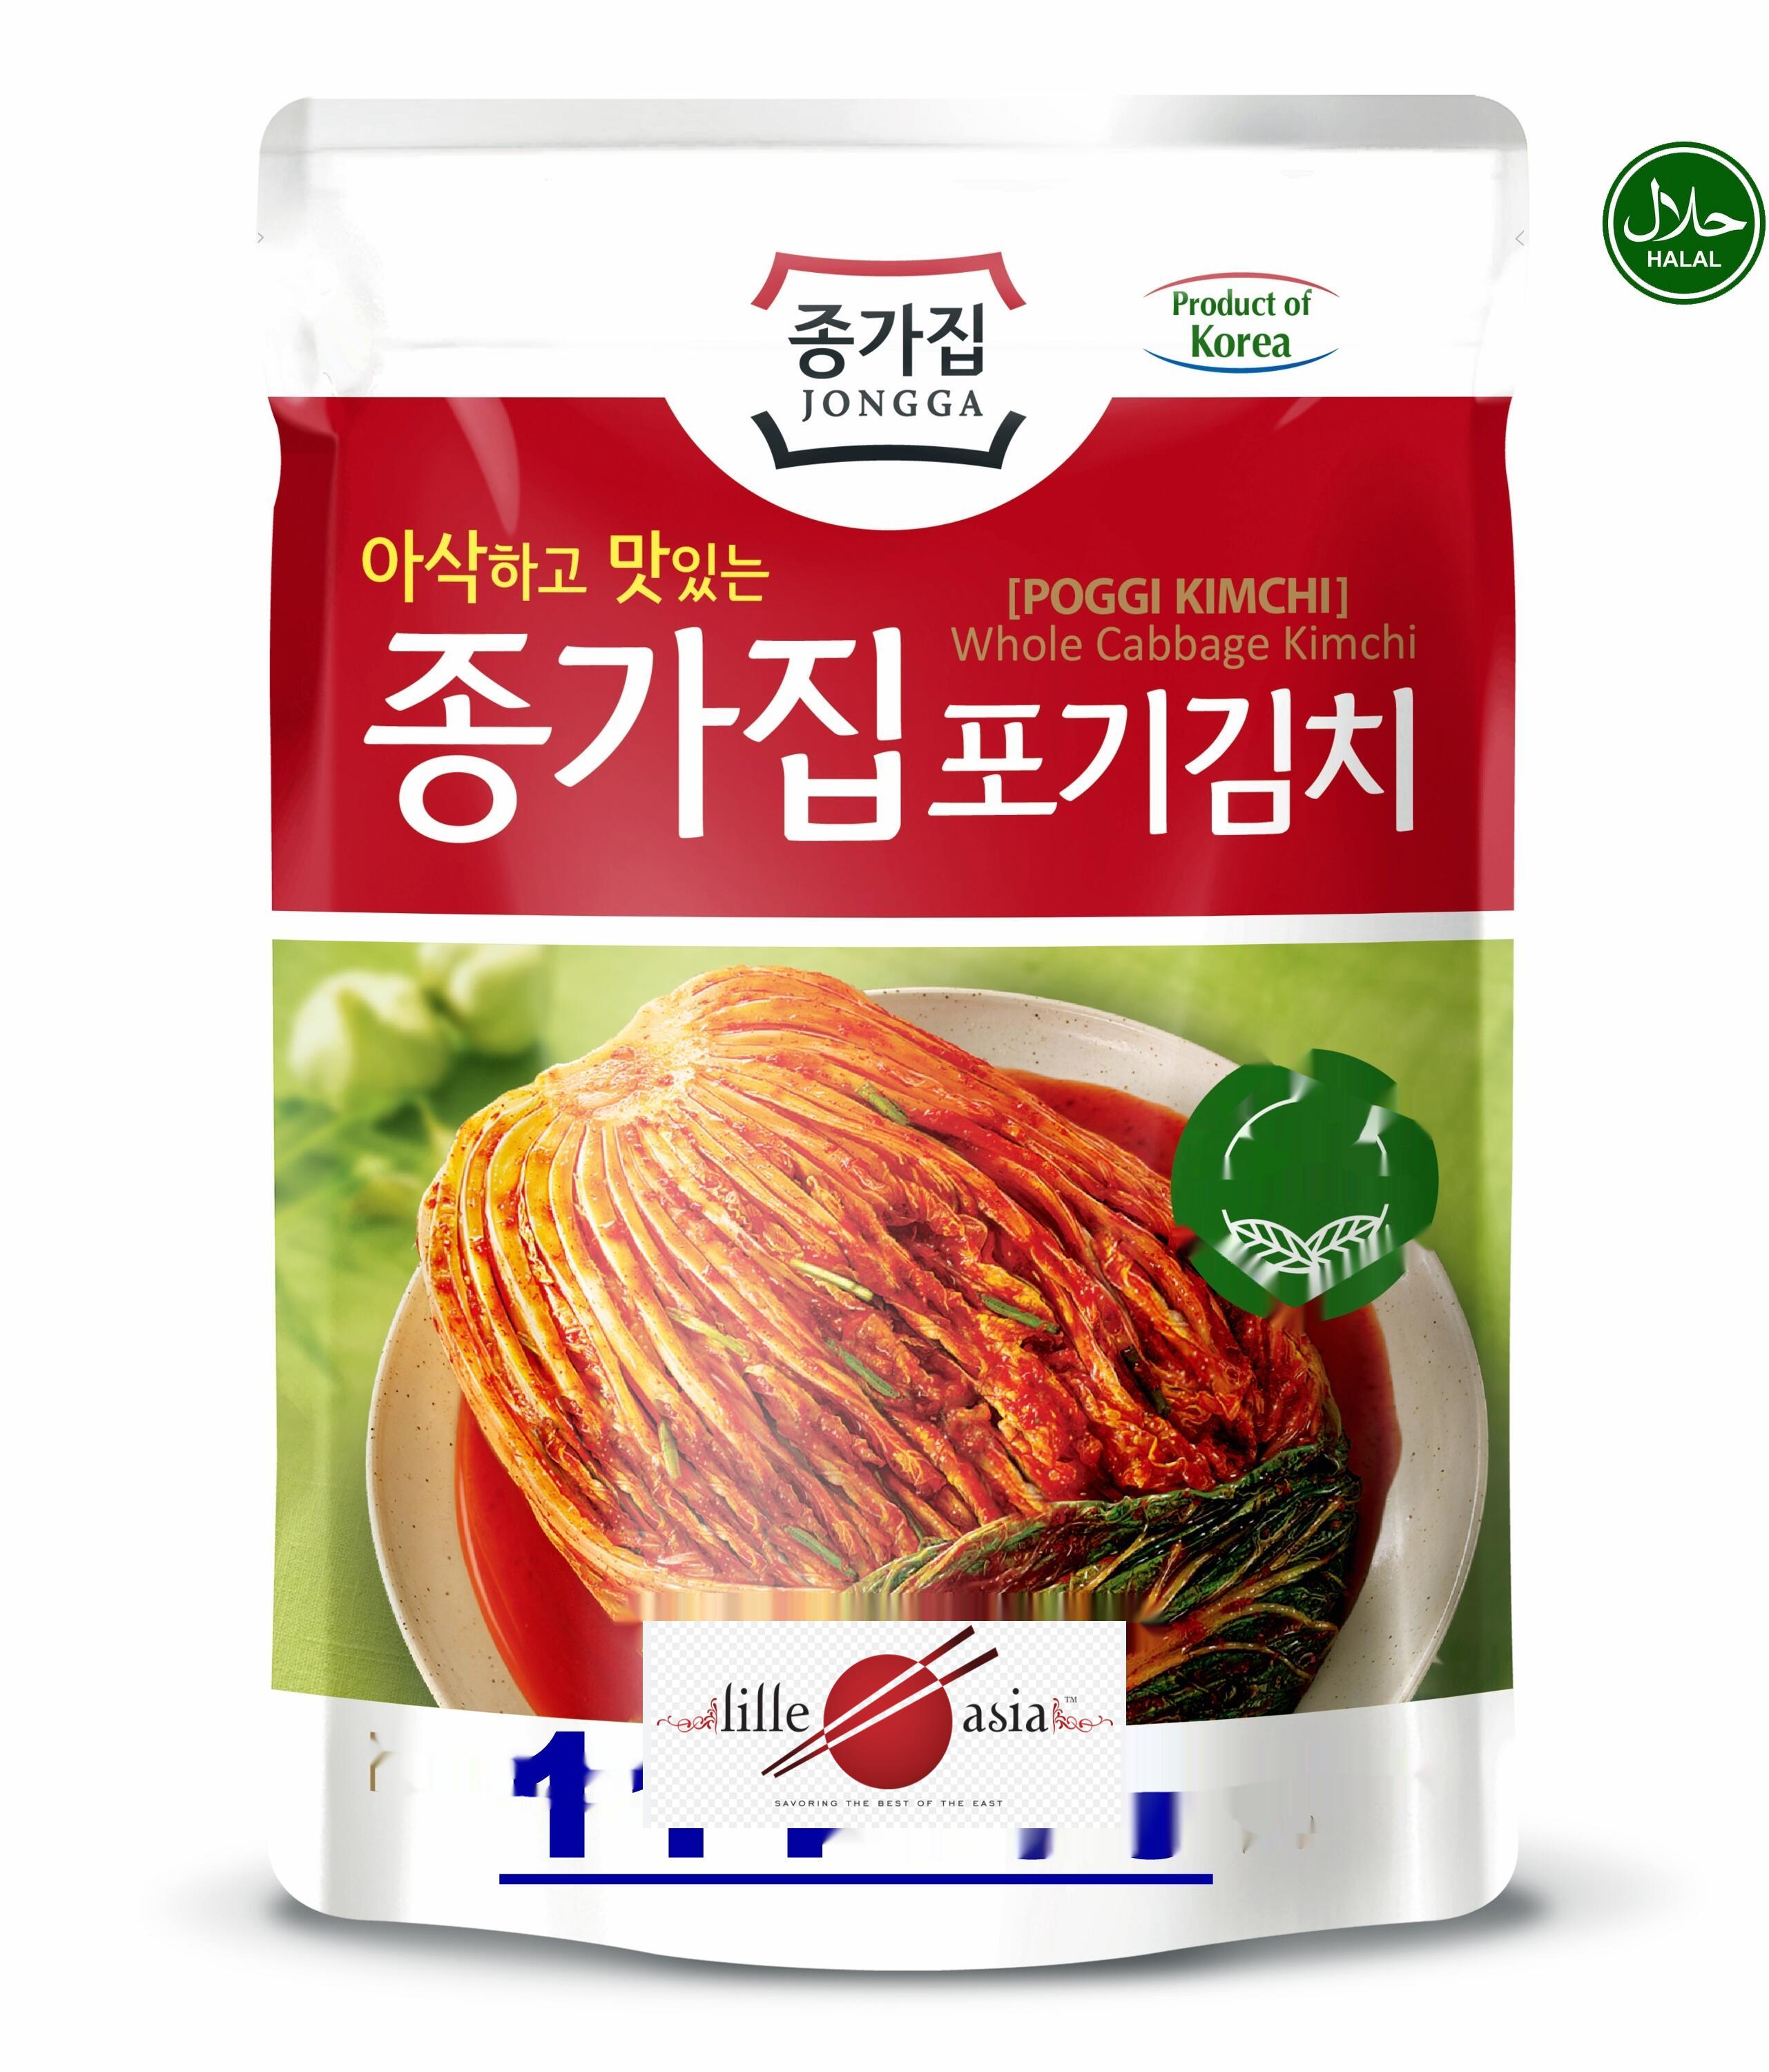 حلال
HALAL
종가집
JONGGA
Product of
Korea
아삭하고 맛있는
[POGGI KIMCHI]
Whole Cabbage Kimchi
종가집 포기김치
lille asia™
SAVORING THE BEST OF THE EAST